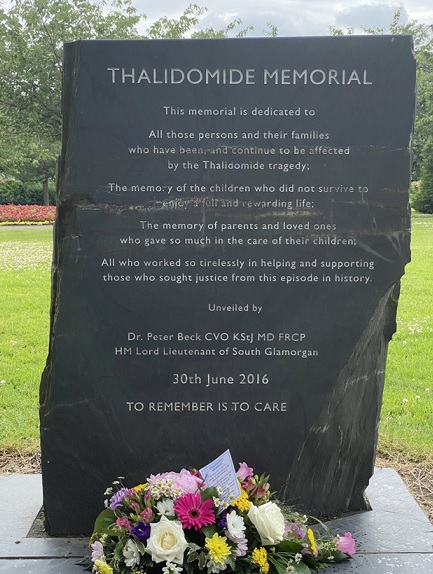 THALIDOMIDE MEMORIAL
This memorial is dedicated to
All those persons and their families
who have been, and continue to be affected
by the Thalidomide tragedy;
The memory of the children who did not survive to
enjoy a full and rewarding life;
The memory of parents and loved ones
who gave so much in the care of their children;
All who worked so tirelessly in helping and supporting
those who sought justice from this episode in history.
Unveiled by
Dr. Peter Beck CVO KStJ MD FRCP
HM Lord Lieutenant of South Glamorgan
30th June 2016
TO REMEMBER IS TO CARE